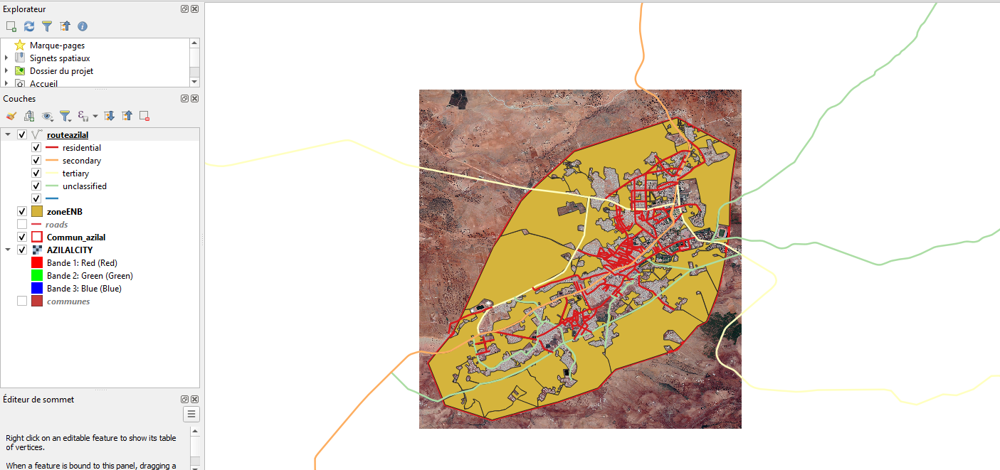 Explorateur
Marque-pages
Signets spatiaux
Dossier du projet
Accueil
Couches
routeazilal
residential
secondary
tertiary
unclassified
zoneENB
roads
Commun_azilal
AZILALCITY
Bande 1: Red (Red)
Bande 2: Green (Green)
Bande 3: Blue (Blue)
communes
Éditeur de sommet
Right click on an editable feature to show its table
of vertices.
When a feature is bound to this panel, dragging a